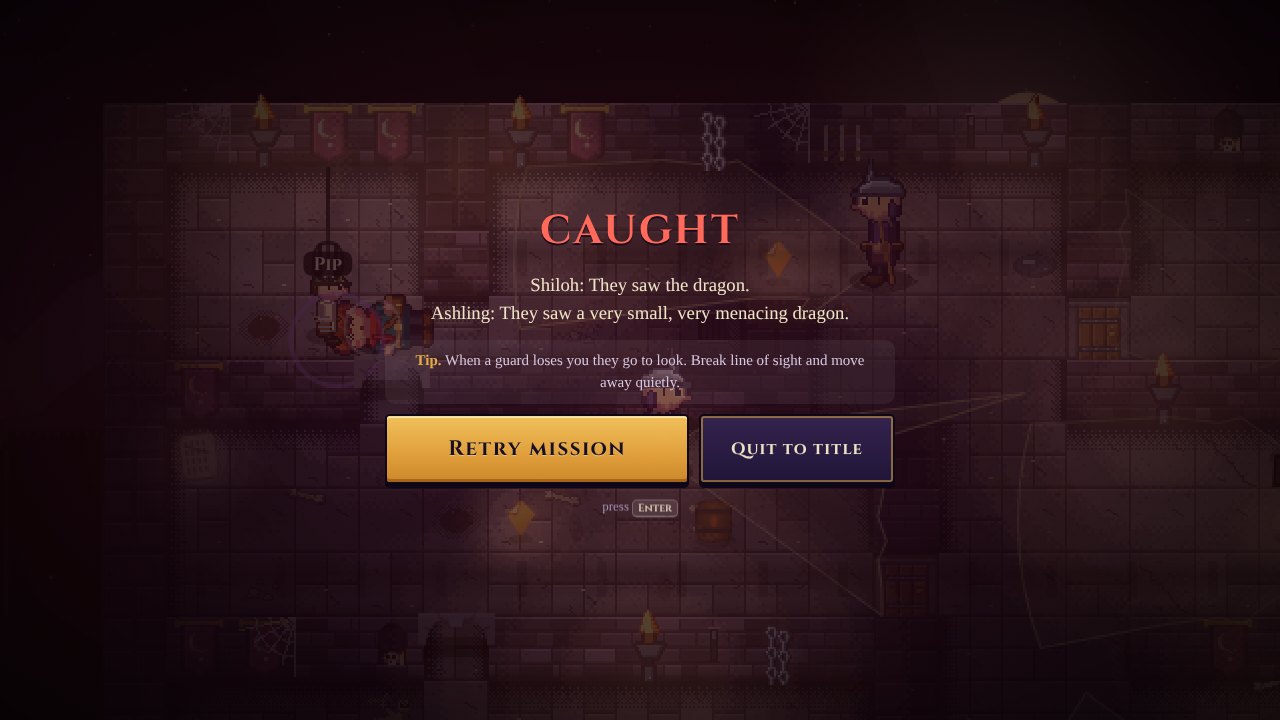 CAUGHT
Pip
Shiloh: They saw the dragon.
Ashling: They saw a very small, very menacing dragon.
Tip. When a guard loses you they go to look. Break line of sight and move
away quietly.
Retry mission
Quit to title
press Enter